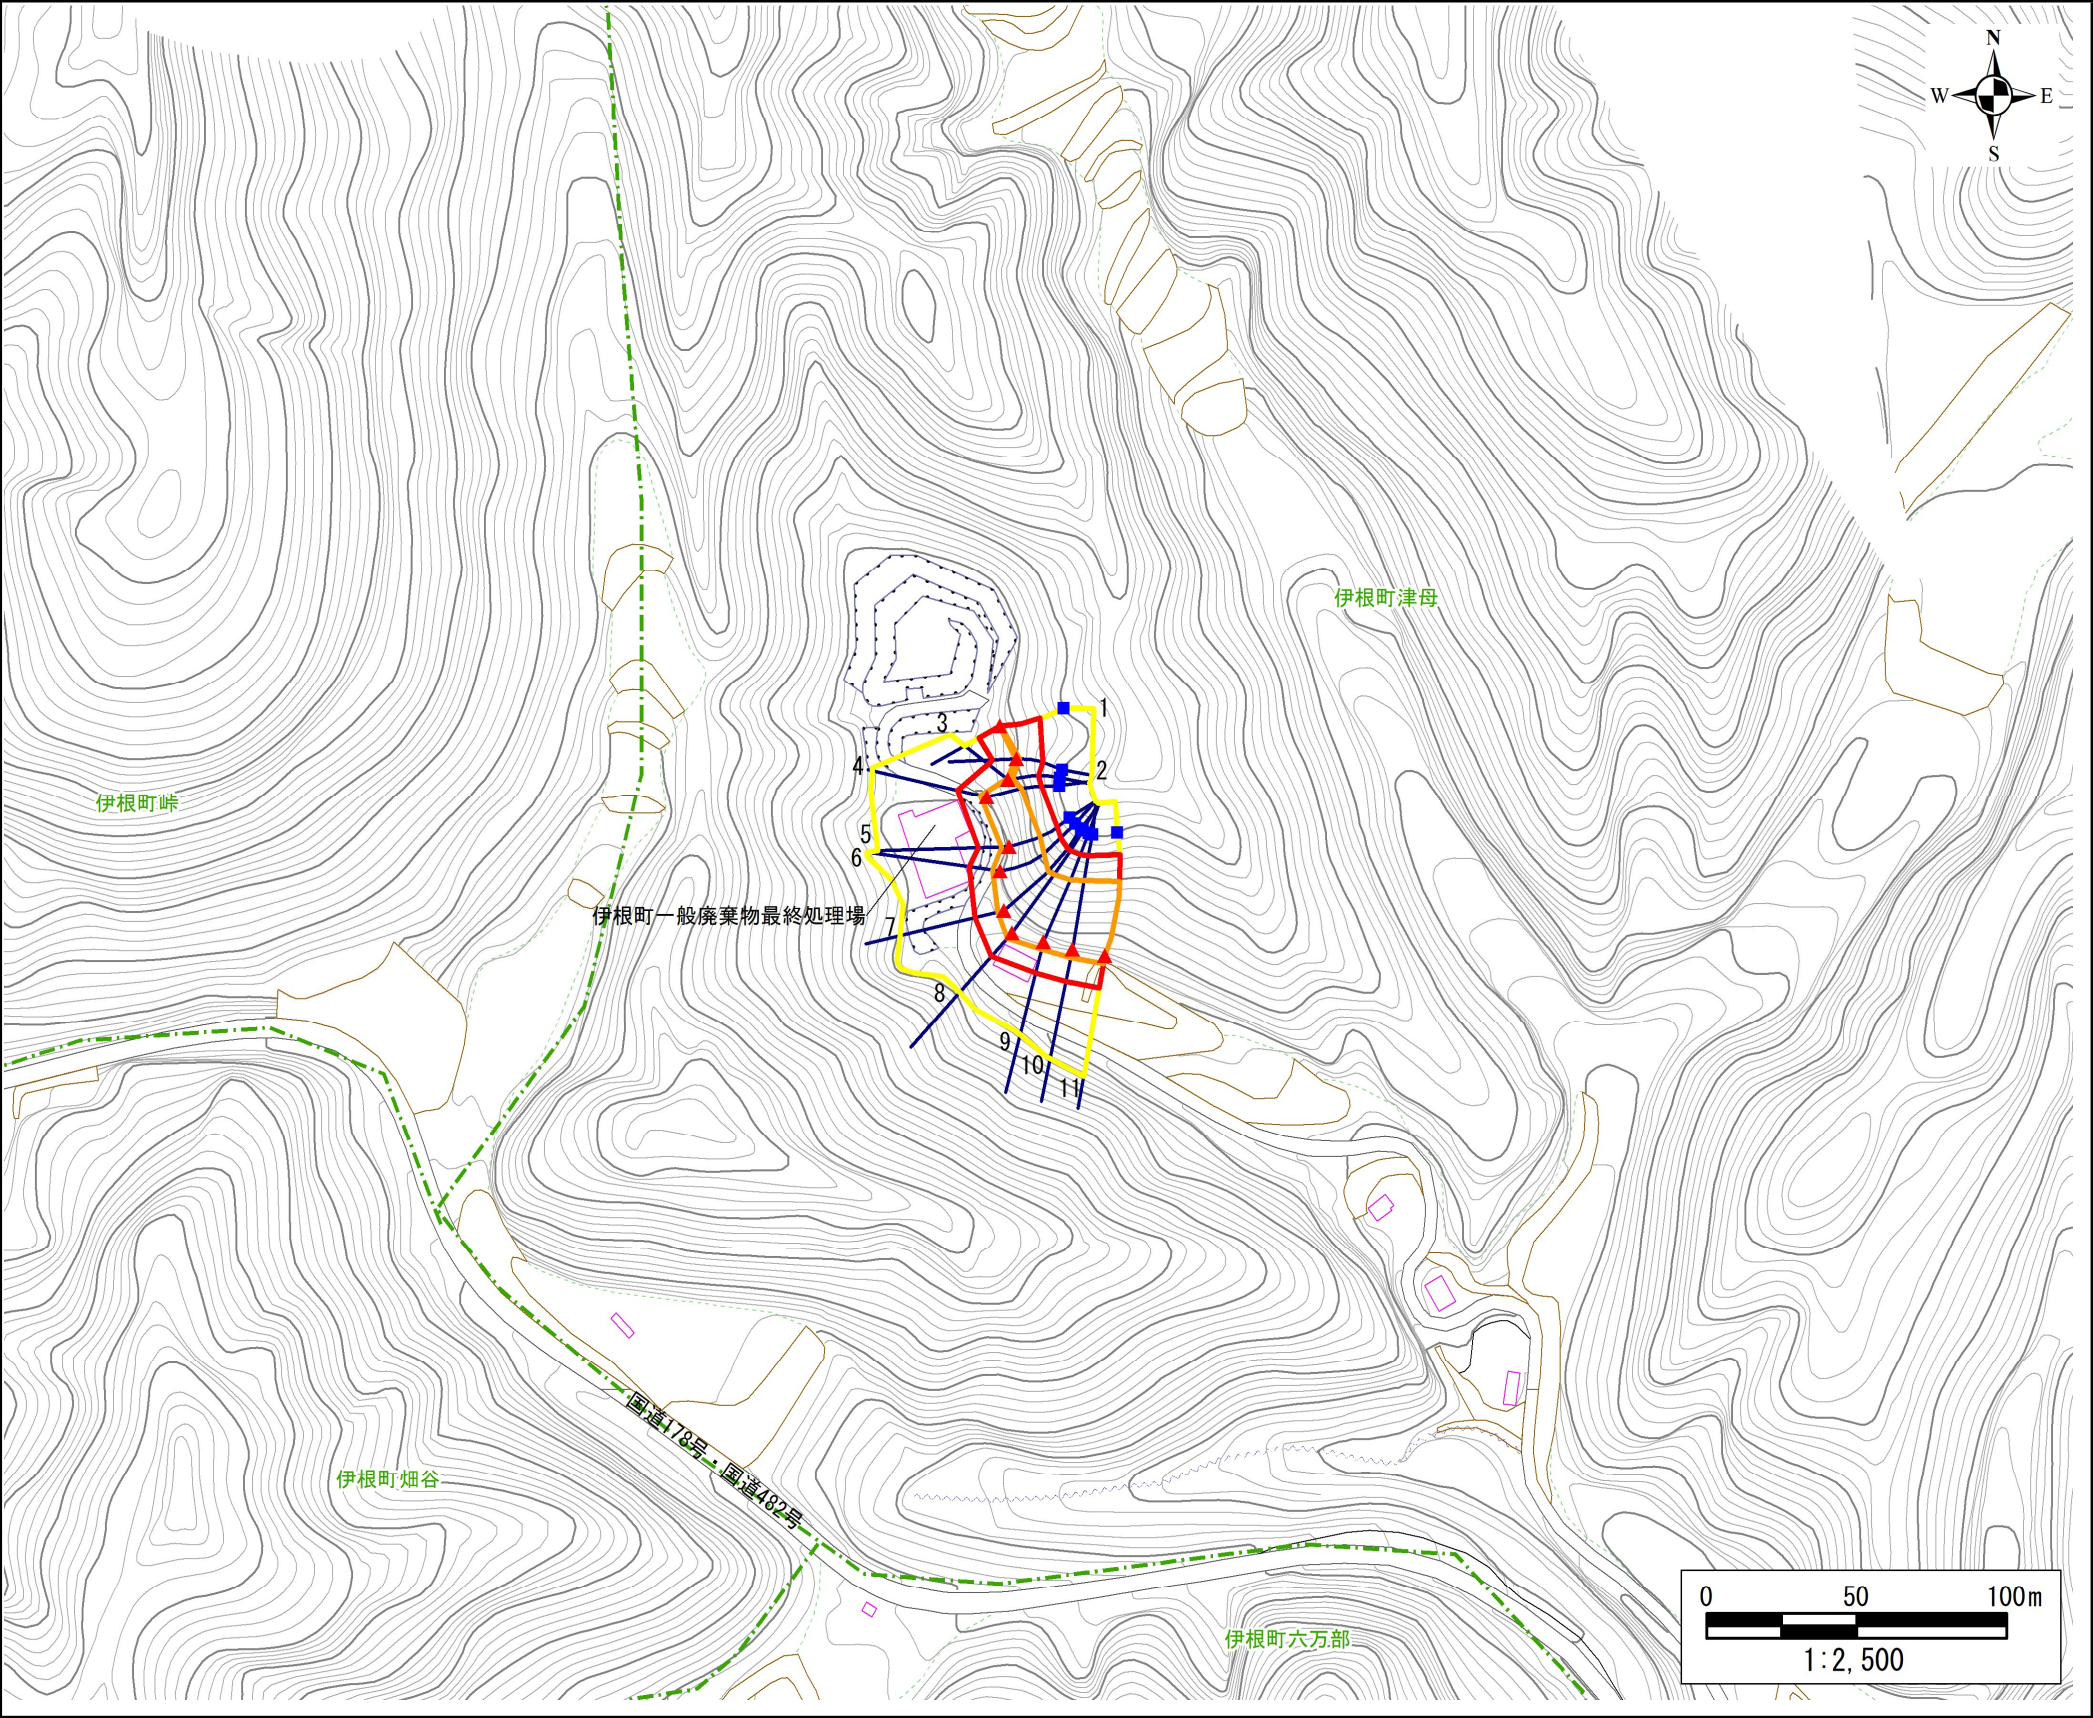 N
W E
S
伊根町津母
1
3
2
4
伊根町峠
5
6
伊根町一般廃棄物最終処理場
7
8
9
10
11
国道178号・国道482号
伊根町畑谷
0 50 100m
1:2,500
伊根町六万部